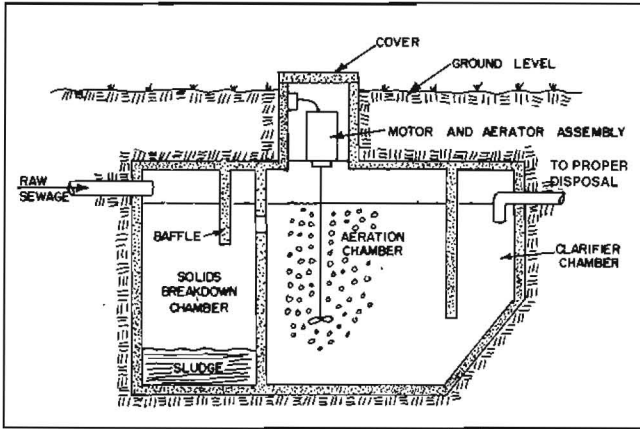 COVER
GROUND LEVEL
MOTOR AND AERATOR ASSEMBLY
RAW
SEWAGE
TO PROPER
DISPOSAL
BAFFLE
AERATION
CHAMBER
CLARIFIER
CHAMBER
SOLIDS
BREAKDOWN
CHAMBER
SLUDGE